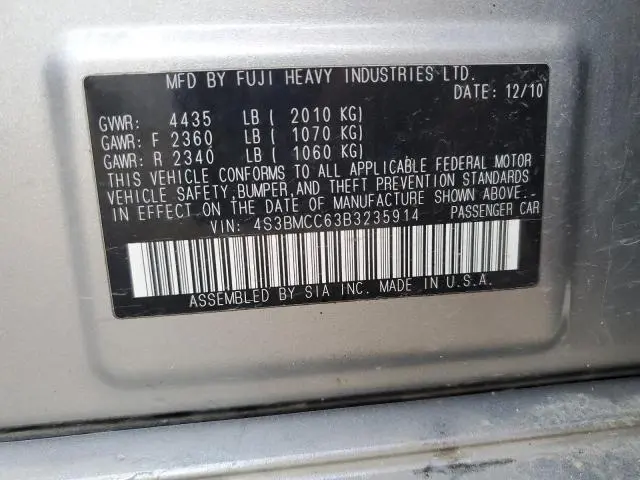 MFD BY FUJI HEAVY INDUSTRIES LTD.
DATE: 12/10
GVWR: 4435 LB ( 2010 KG)
GAWR: F 2360 LB ( 1070 KG)
GAWR: R 2340 LB ( 1060 KG)
THIS VEHICLE CONFORMS TO ALL APPLICABLE FEDERAL MOTOR
VEHICLE SAFETY,BUMPER,AND THEFT PREVENTION STANDARDS
IN EFFECT ON THE DATE OF MANUFACTURE SHOWN ABOVE.
VIN: 4S3BMCC63B3235914 PASSENGER CAR
ASSEMBLED BY SIA INC. MADE IN U.S.A.